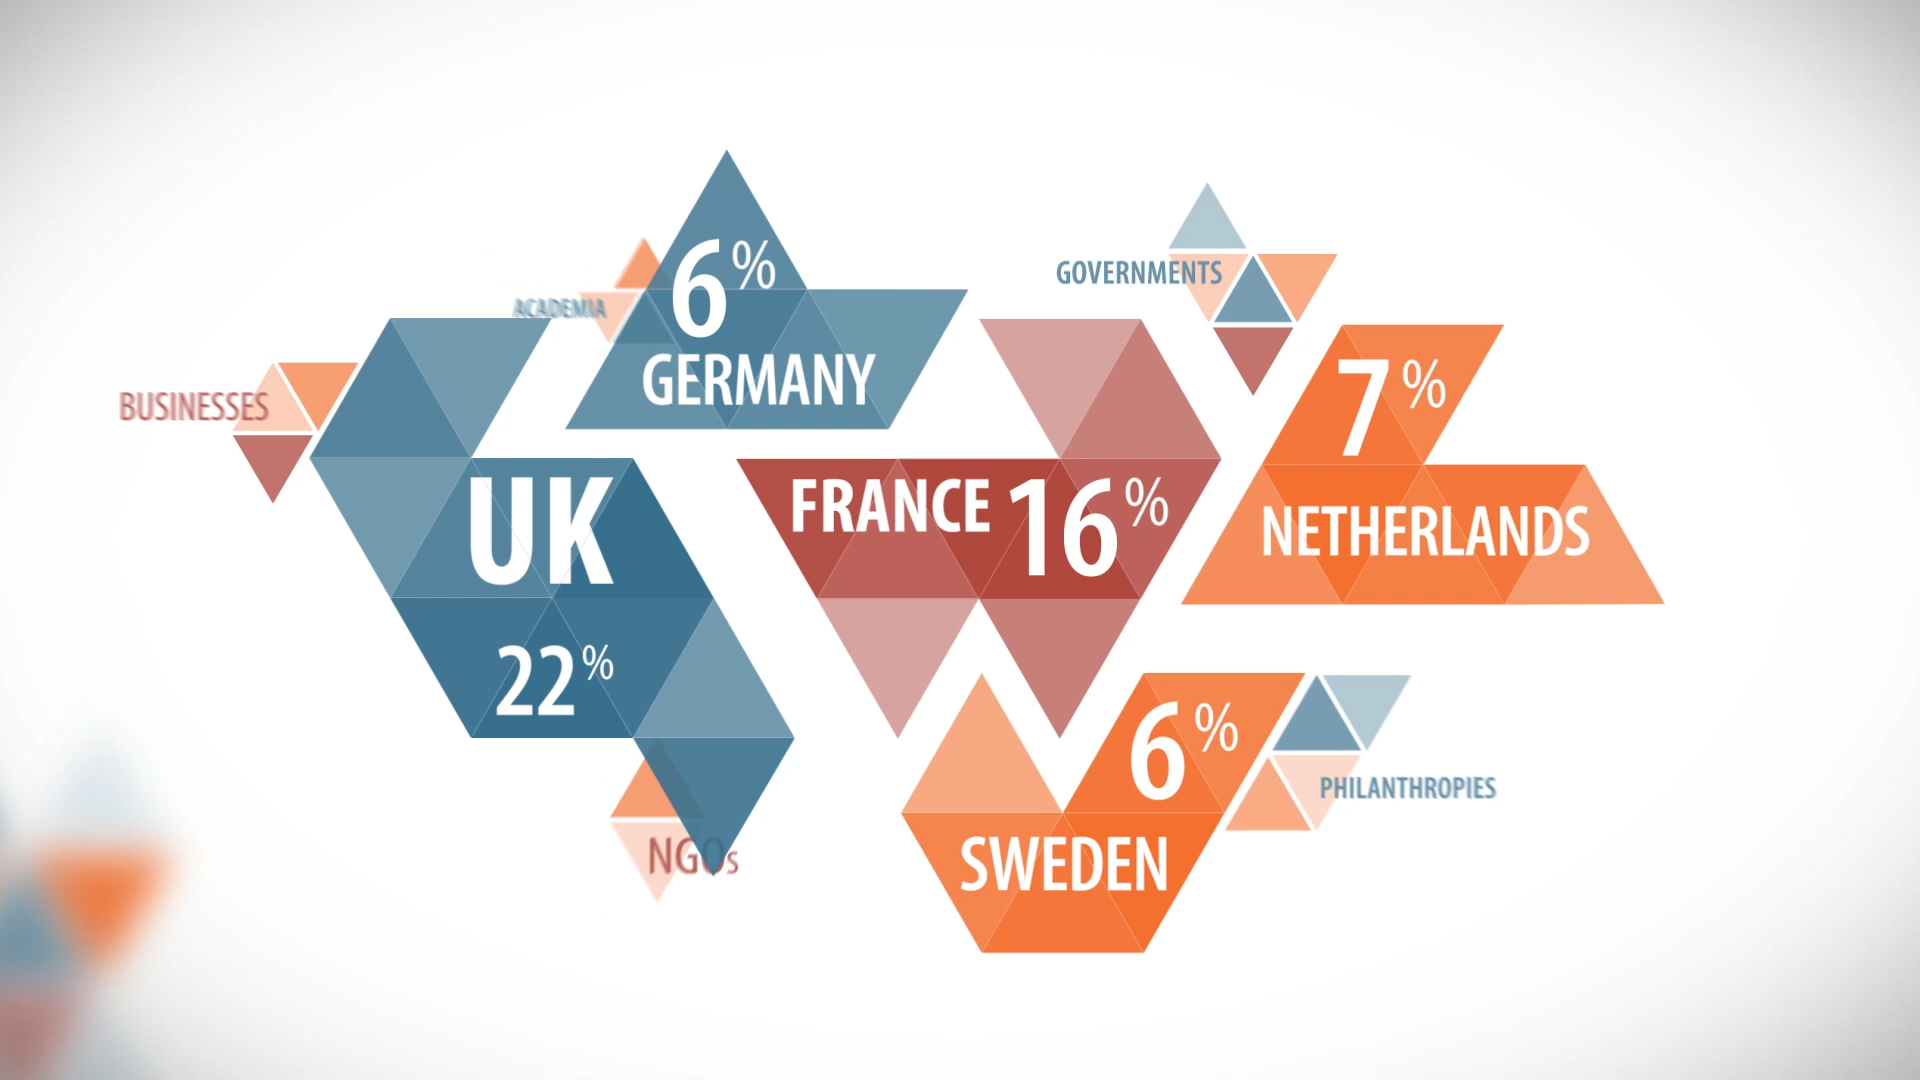 BUSINESSES
ACADEMIA
6%
GERMANY
GOVERNMENTS
7%
NETHERLANDS
UK
22%
FRANCE 16%
NGOs
6%
SWEDEN
PHILANTHROPIES